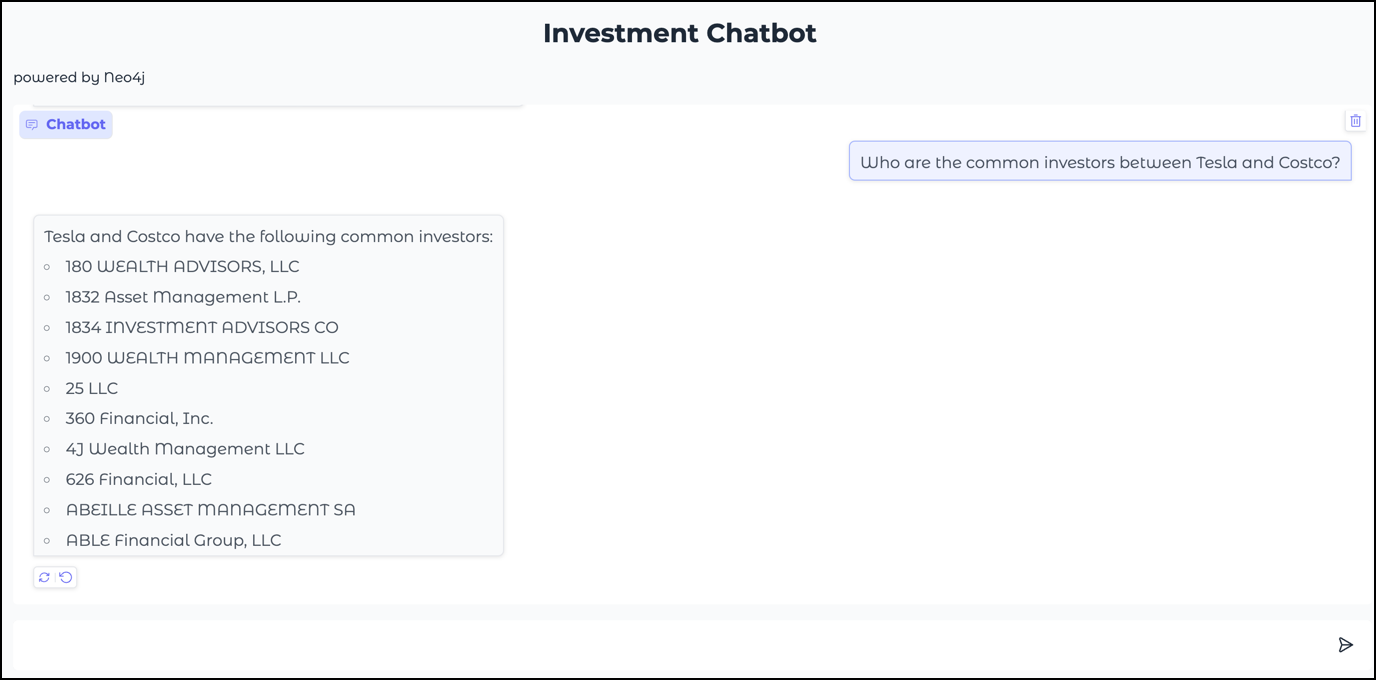 Investment Chatbot
powered by Neo4j
Chatbot
Who are the common investors between Tesla and Costco?
Tesla and Costco have the following common investors:
180 WEALTH ADVISORS, LLC
1832 Asset Management L.P.
1834 INVESTMENT ADVISORS CO
1900 WEALTH MANAGEMENT LLC
25 LLC
360 Financial, Inc.
4J Wealth Management LLC
626 Financial, LLC
ABEILLE ASSET MANAGEMENT SA
ABLE Financial Group, LLC